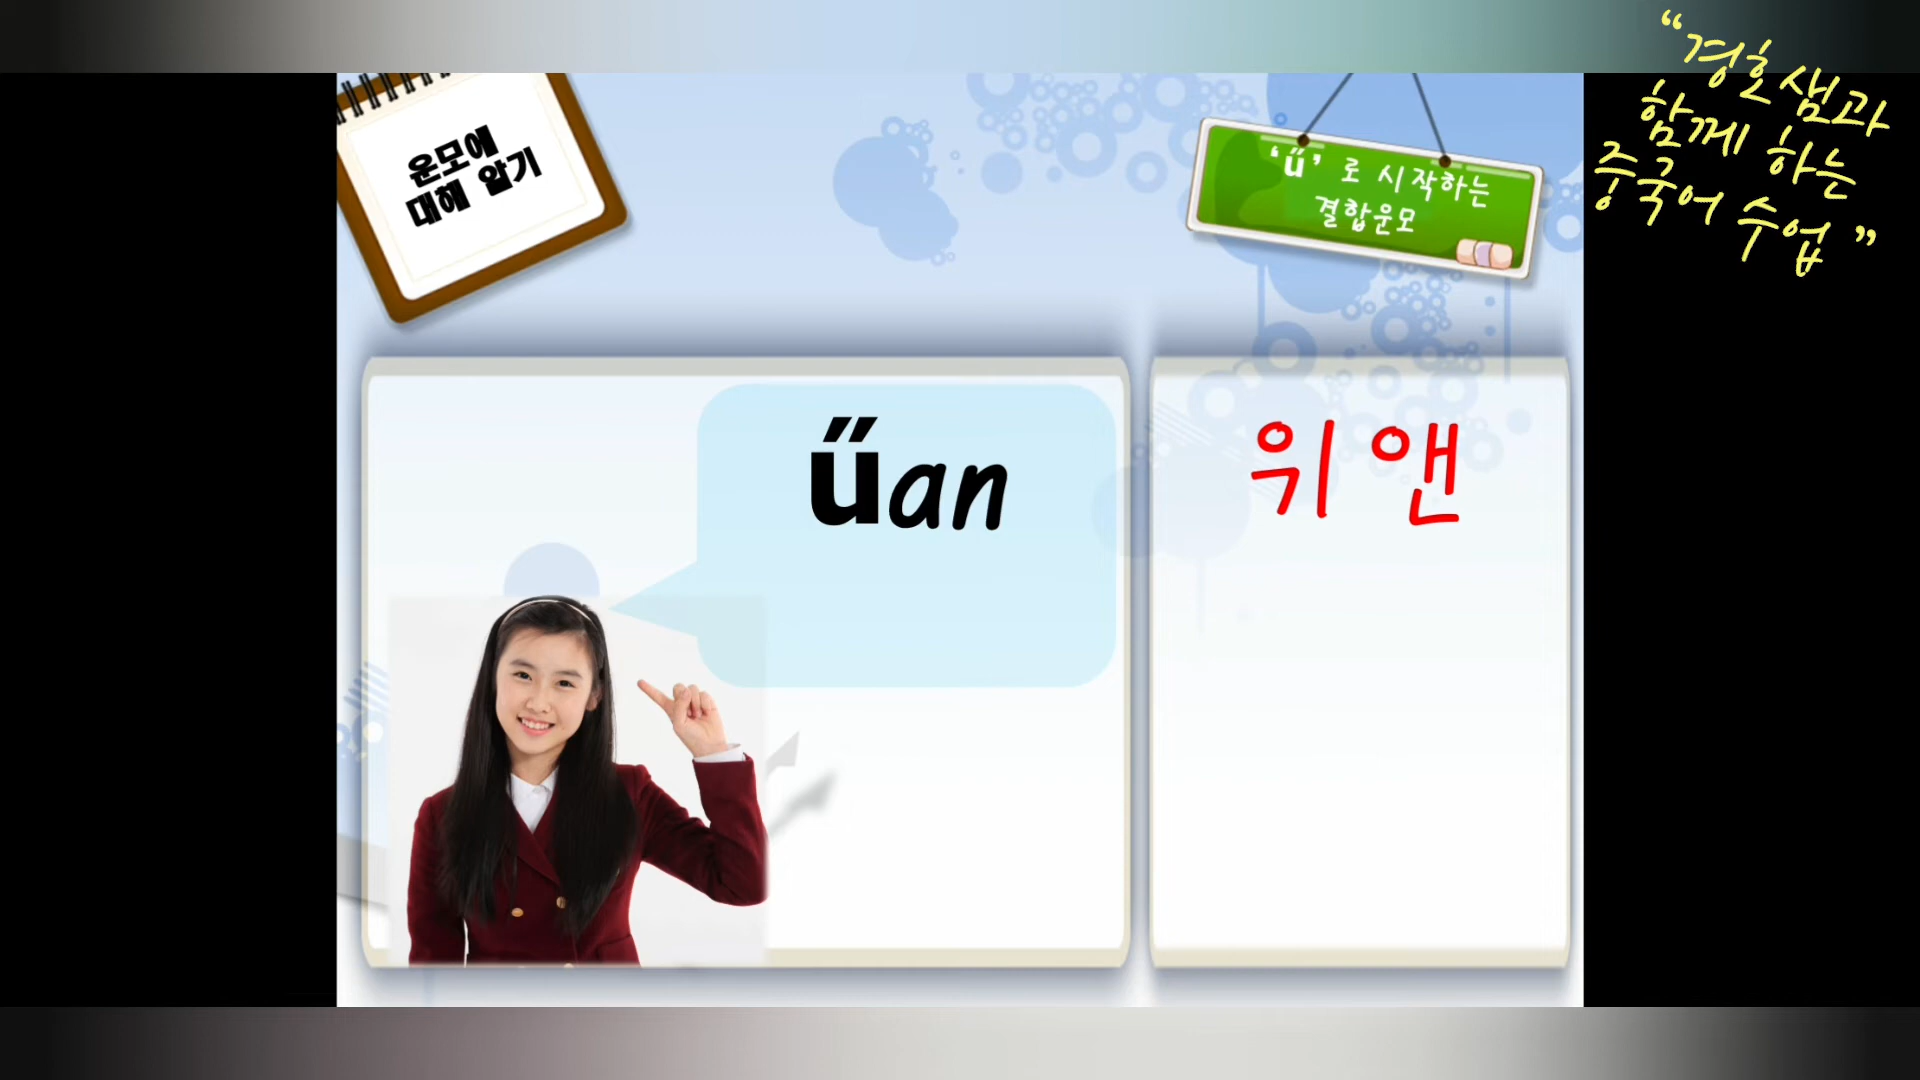 운모에
대해 알기
‘ű’ 로 시작하는
결합운모
“경호샘과
함께 하는
중국어 수업”
űan
위앤